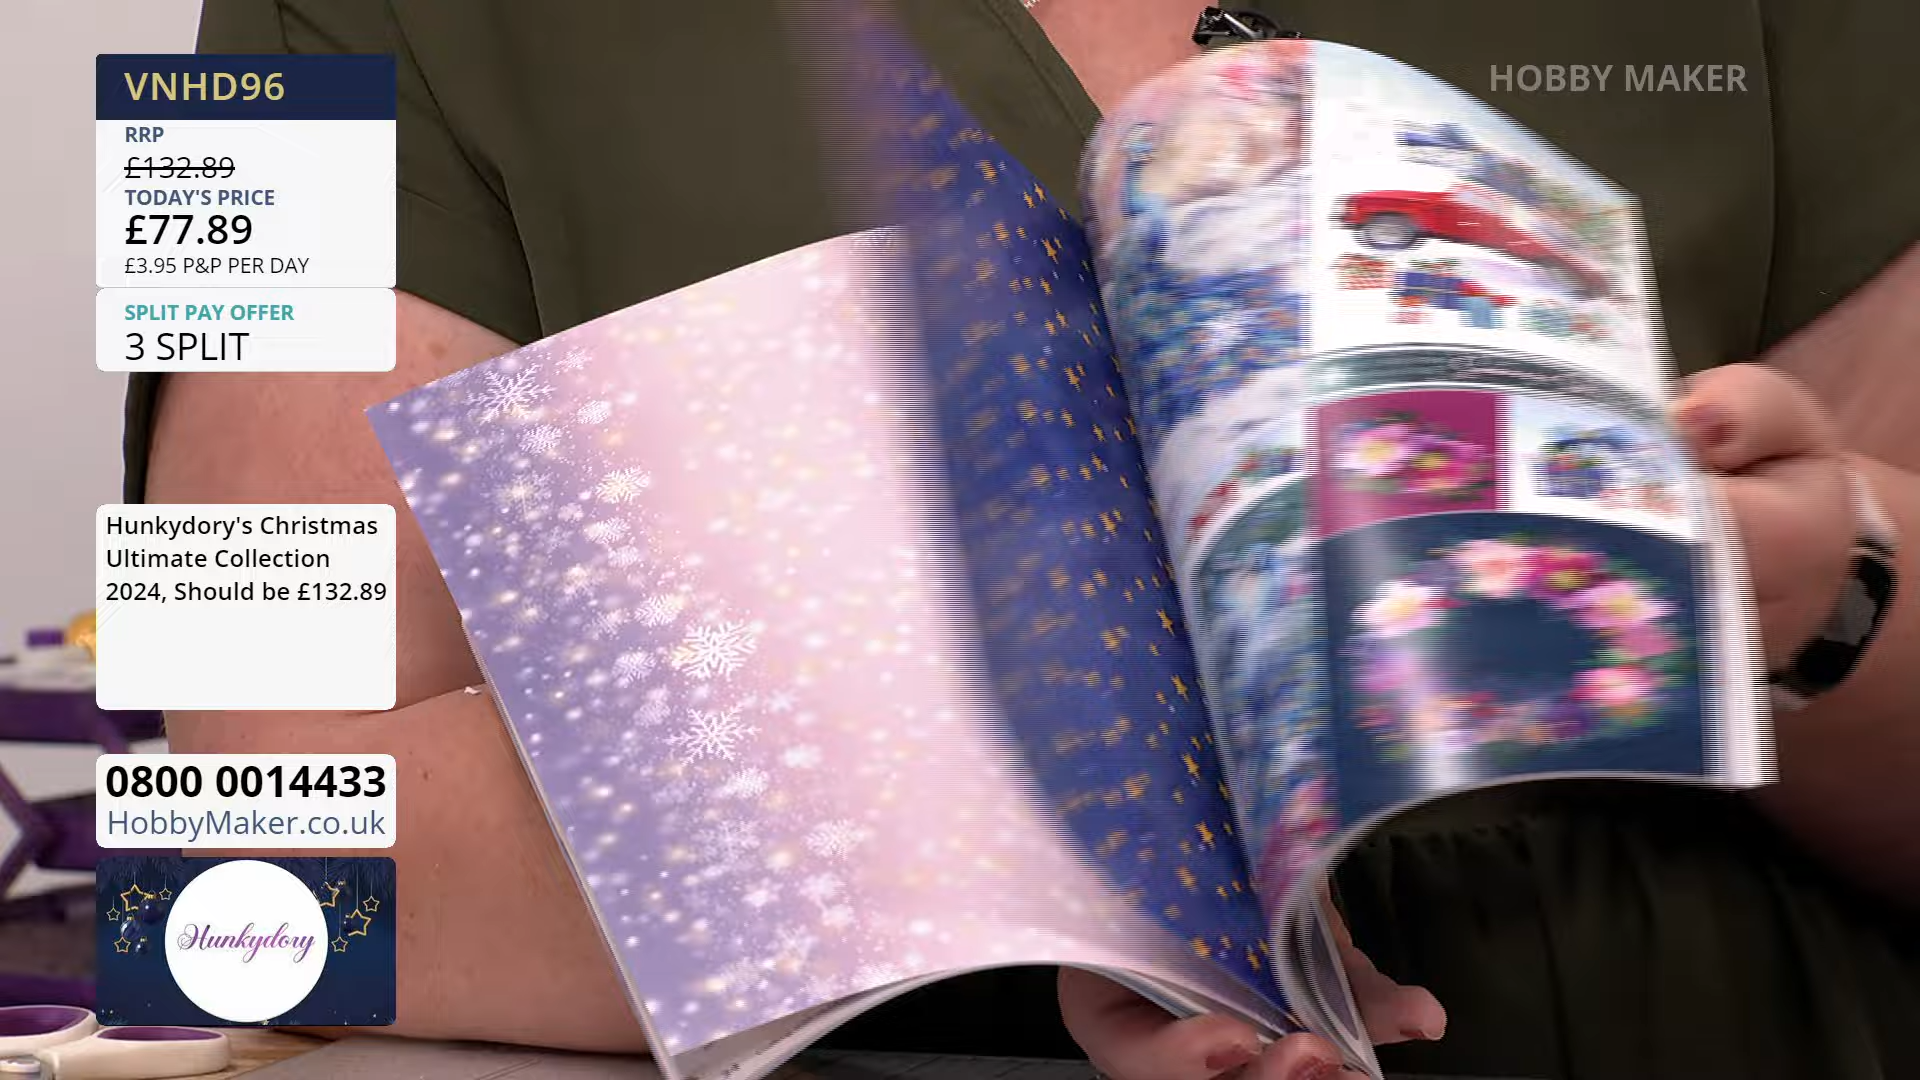 VNHD96
RRP
£132.89
TODAY'S PRICE
£77.89
£3.95 P&P PER DAY
SPLIT PAY OFFER
3 SPLIT
Hunkydory's Christmas
Ultimate Collection
2024, Should be £132.89
0800 0014433
HobbyMaker.co.uk
Hunkydory
HOBBY MAKER